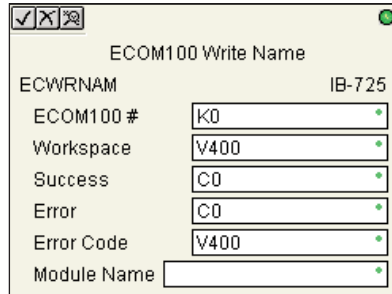 ECOM100 Write Name
ECWRNAM IB-725
ECOM100 # K0
Workspace V400
Success C0
Error C0
Error Code V400
Module Name